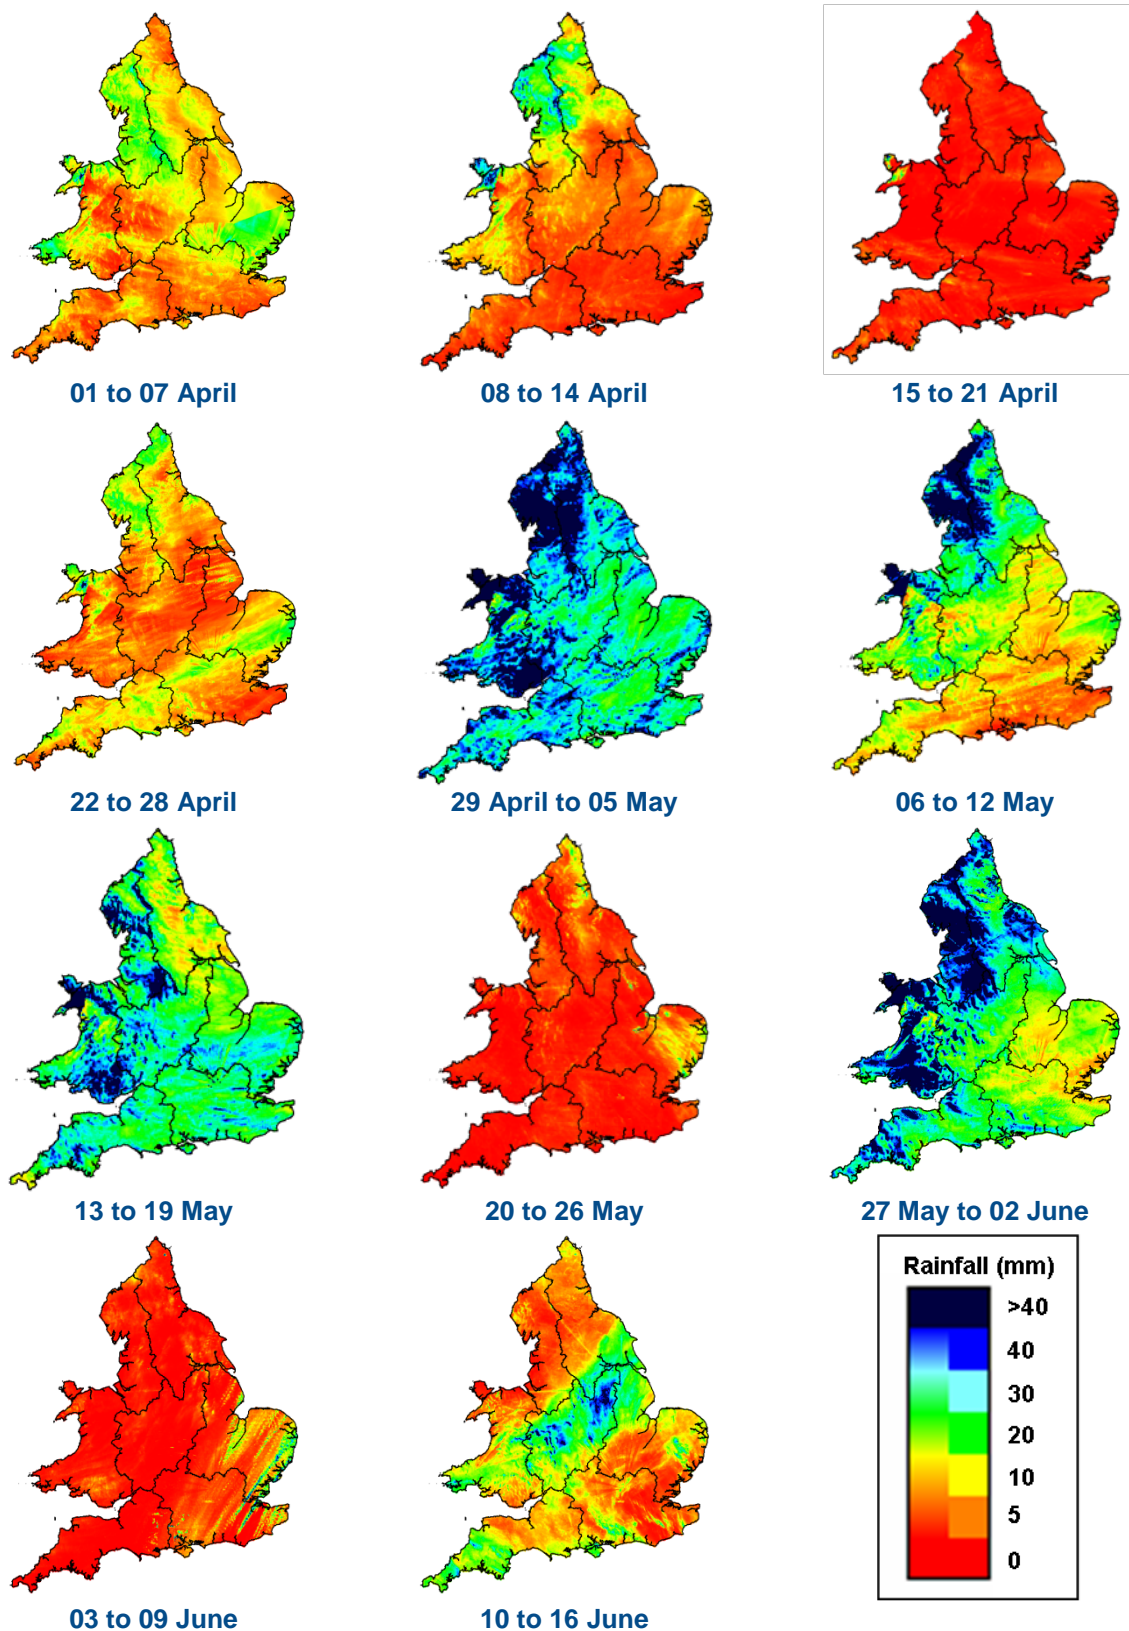 01 to 07 April
08 to 14 April
15 to 21 April
22 to 28 April
29 April to 05 May
06 to 12 May
13 to 19 May
20 to 26 May
27 May to 02 June
03 to 09 June
10 to 16 June
Rainfall (mm)
>40
40
30
20
10
5
0